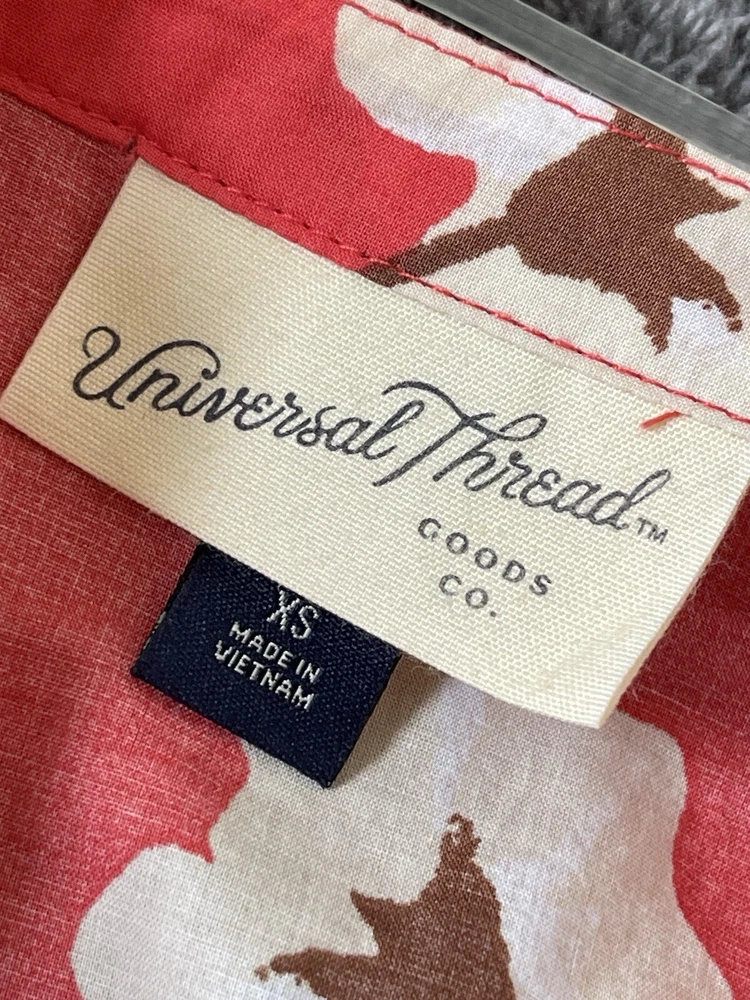 Universal Thread™
GOODS
CO.
XS
MADE IN
VIETNAM